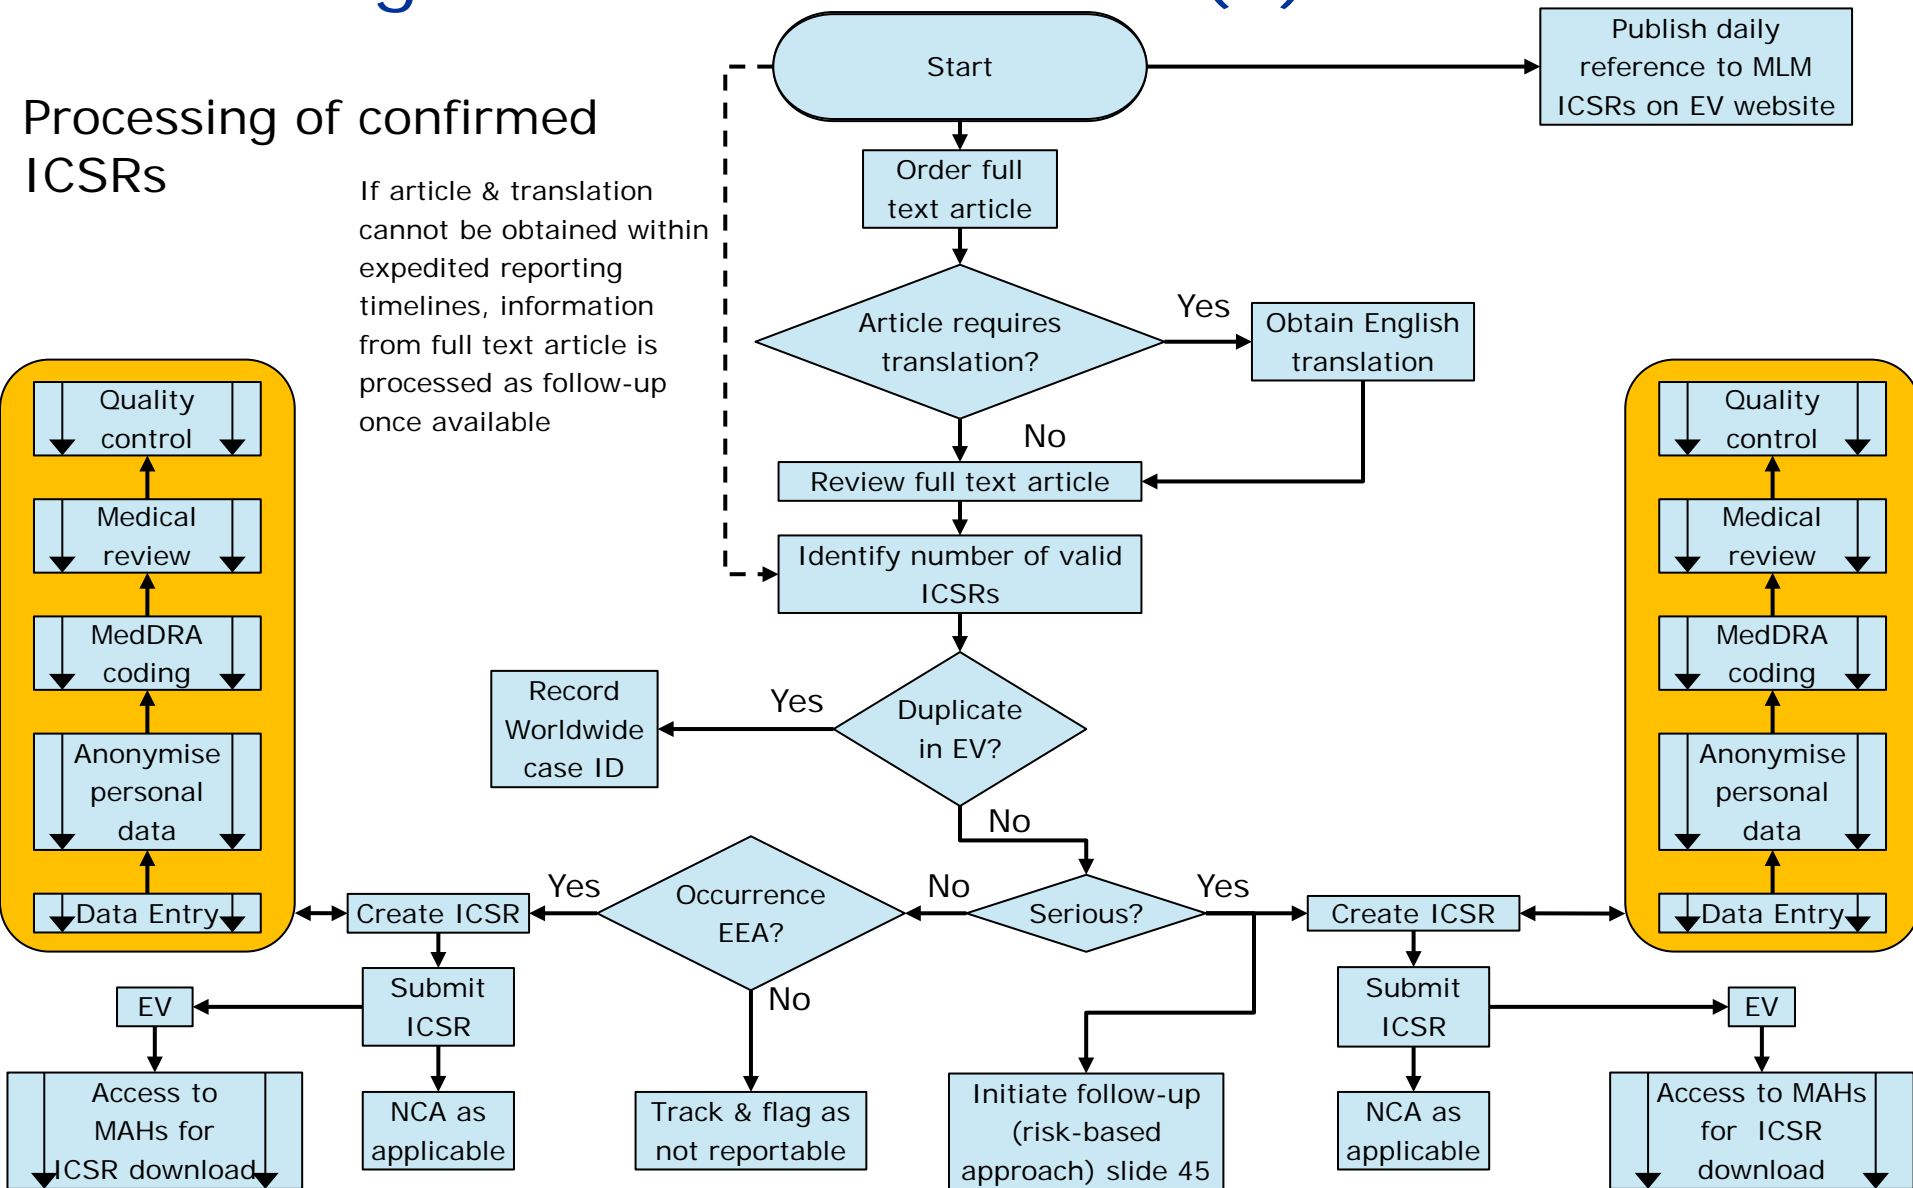 Start
Publish daily
reference to MLM
ICSRs on EV website
Processing of confirmed
ICSRs
If article & translation
cannot be obtained within
expedited reporting
timelines, information
from full text article is
processed as follow-up
once available
Order full
text article
Article requires
translation?
Yes
Obtain English
translation
No
Review full text article
Identify number of valid
ICSRs
Duplicate
in EV?
Yes
Record
Worldwide
case ID
No
Serious?
No
Yes
Occurrence
EEA?
Yes
No
Quality
control
Medical
review
MedDRA
coding
Anonymise
personal
data
Data Entry
Create ICSR
Submit
ICSR
EV
Access to
MAHs for
ICSR download
NCA as
applicable
Track & flag as
not reportable
Initiate follow-up
(risk-based
approach) slide 45
Create ICSR
Submit
ICSR
NCA as
applicable
EV
Access to MAHs
for ICSR
download
Quality
control
Medical
review
MedDRA
coding
Anonymise
personal
data
Data Entry